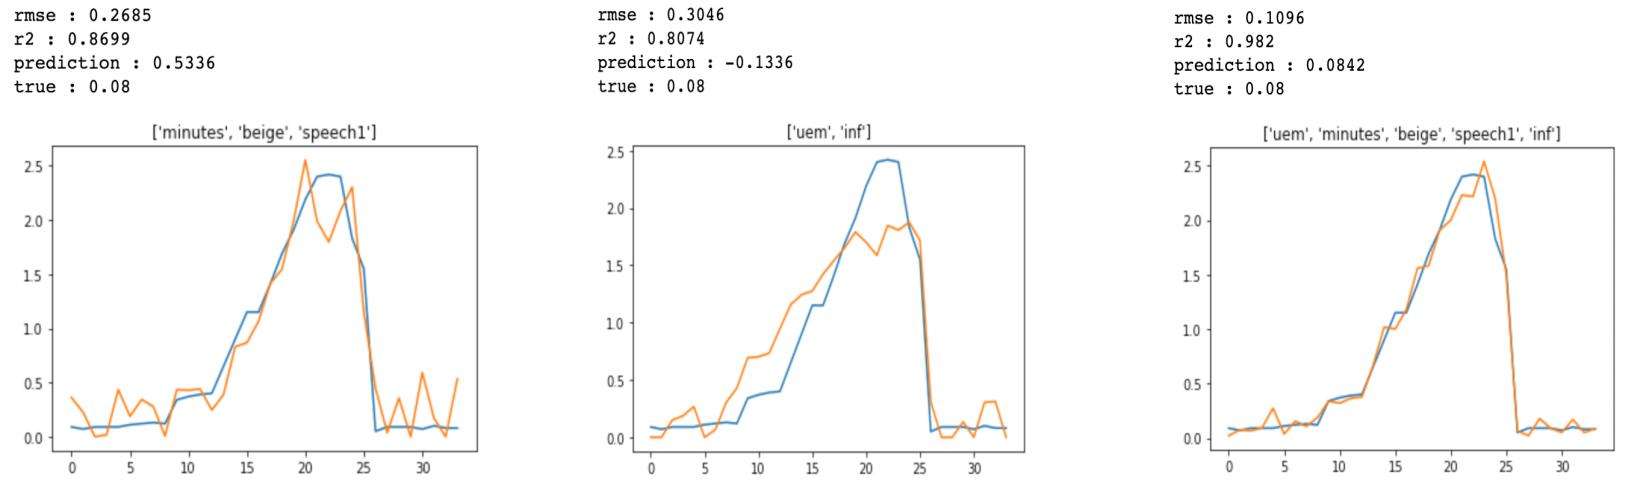 rmse : 0.2685
r2 : 0.8699
prediction : 0.5336
true : 0.08
['minutes', 'beige', 'speech1']
2.5
2.0
1.5
1.0
0.5
0.0
0 5 10 15 20 25 30
rmse : 0.3046
r2 : 0.8074
prediction : -0.1336
true : 0.08
['uem', 'inf']
2.5
2.0
1.5
1.0
0.5
0.0
0 5 10 15 20 25 30
rmse : 0.1096
r2 : 0.982
prediction : 0.0842
true : 0.08
['uem', 'minutes', 'beige', 'speech1', 'inf']
2.5
2.0
1.5
1.0
0.5
0.0
0 5 10 15 20 25 30